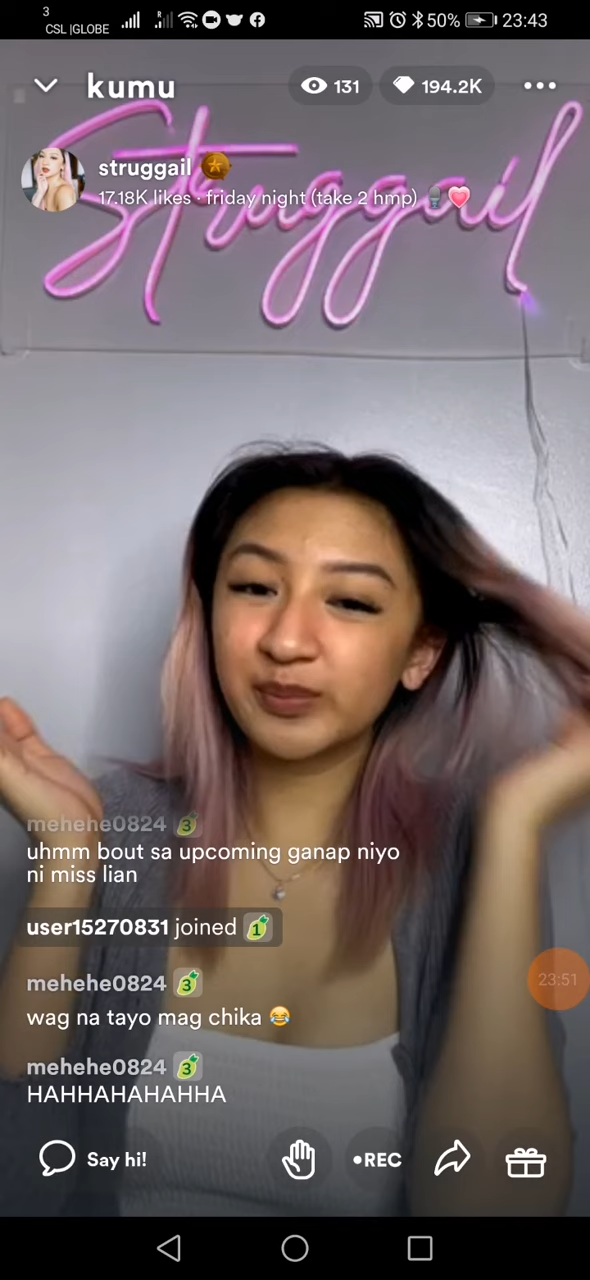 3
CSL |GLOBE
R
50%
23:43
kumu
131
194.2K
Struggail
struggail
17.18K likes · friday night (take 2 hmp) 🎙️💗
mehehe0824 3
uhmm bout sa upcoming ganap niyo
ni miss lian
user15270831 joined 1
mehehe0824 3
wag na tayo mag chika 😂
23:51
mehehe0824 3
HAHHAHAHAHHA
Say hi!
•REC